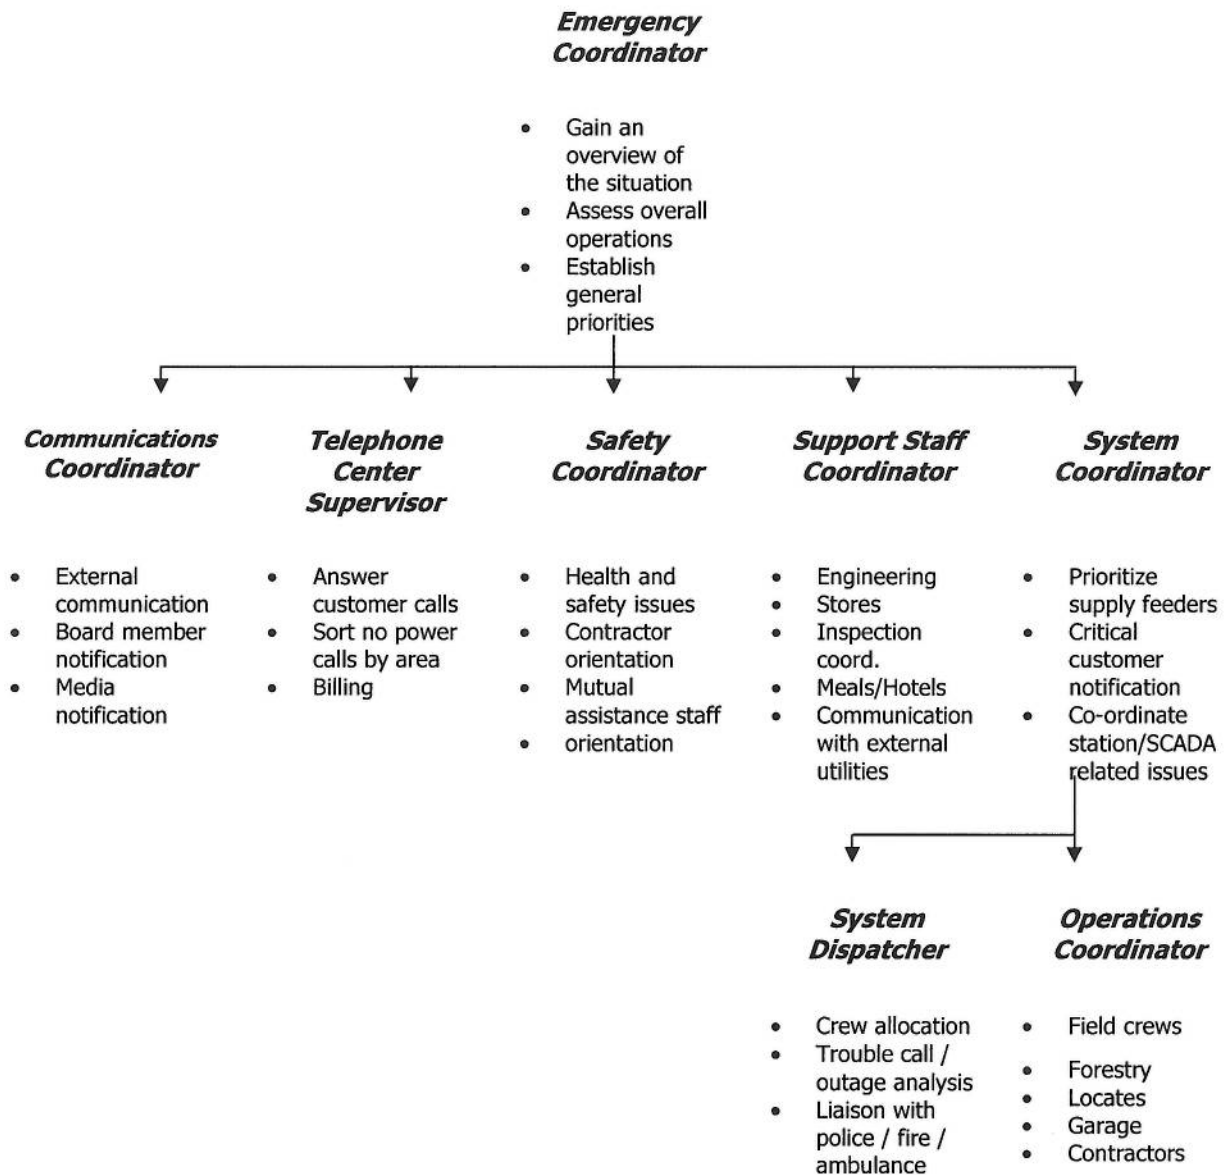 Emergency
Coordinator
• Gain an
overview of
the situation
• Assess overall
operations
• Establish
general
priorities
Communications
Coordinator
• External
communication
• Board member
notification
• Media
notification
Telephone
Center
Supervisor
• Answer
customer calls
• Sort no power
calls by area
• Billing
Safety
Coordinator
• Health and
safety issues
• Contractor
orientation
• Mutual
assistance staff
• orientation
Support Staff
Coordinator
• Engineering
• Stores
• Inspection
coord.
• Meals/Hotels
• Communication
with external
utilities
System
Coordinator
• Prioritize
supply feeders
• Critical
customer
notification
• Co-ordinate
station/SCADA
related issues
System
Dispatcher
• Crew allocation
• Trouble call /
outage analysis
• Liaison with
police / fire /
ambulance
Operations
Coordinator
• Field crews
• Forestry
• Locates
• Garage
• Contractors